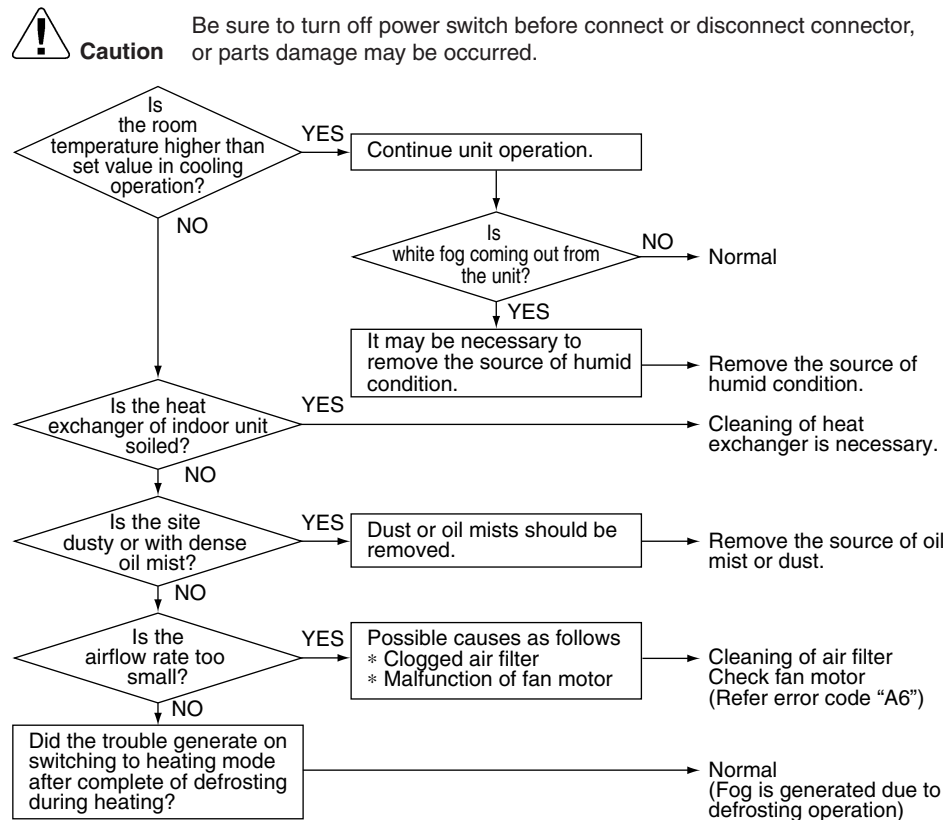 Caution
Be sure to turn off power switch before connect or disconnect connector,
or parts damage may be occurred.
Is
the room
temperature higher than
set value in cooling
operation?
YES
Continue unit operation.
NO
Is
white fog coming out from
the unit?
NO
Normal
YES
It may be necessary to
remove the source of humid
condition.
Remove the source of
humid condition.
Is the heat
exchanger of indoor unit
soiled?
YES
Cleaning of heat
exchanger is necessary.
NO
Is the site
dusty or with dense
oil mist?
YES
Dust or oil mists should be
removed.
Remove the source of oil
mist or dust.
NO
Is the
airflow rate too
small?
YES
Possible causes as follows
* Clogged air filter
* Malfunction of fan motor
Cleaning of air filter
Check fan motor
(Refer error code “A6”)
NO
Did the trouble generate on
switching to heating mode
after complete of defrosting
during heating?
Normal
(Fog is generated due to
defrosting operation)